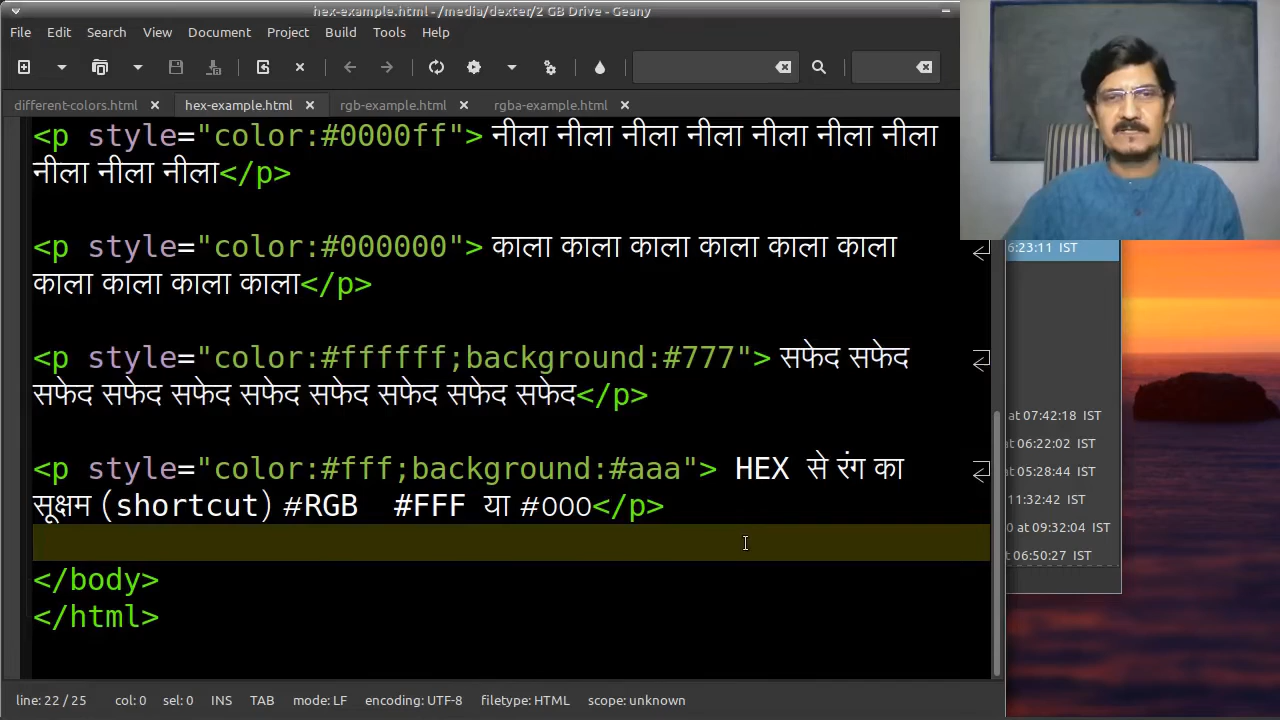 hex-example.html - /media/dexter/2 GB Drive - Geany
File Edit Search View Document Project Build Tools Help
different-colors.html hex-example.html rgb-example.html rgba-example.html
<p style="color:#0000ff"> नीला नीला नीला नीला नीला नीला नीला
नीला नीला नीला</p>
6:23:11 IST
<p style="color:#000000"> काला काला काला काला काला काला
काला काला काला काला</p>
<p style="color:#ffffff;background:#777"> सफेद सफेद
सफेद सफेद सफेद सफेद सफेद सफेद सफेद सफेद</p>
at 07:42:18 IST
at 06:22:02 IST
<p style="color:#fff;background:#aaa"> HEX से रंग का
at 05:28:44 IST
सूक्षम (shortcut) #RGB #FFF या #000</p>
11:32:42 IST
0 at 09:32:04 IST
at 06:50:27 IST
</body>
</html>
line: 22 / 25 col: 0 sel: 0 INS TAB mode: LF encoding: UTF-8 filetype: HTML scope: unknown